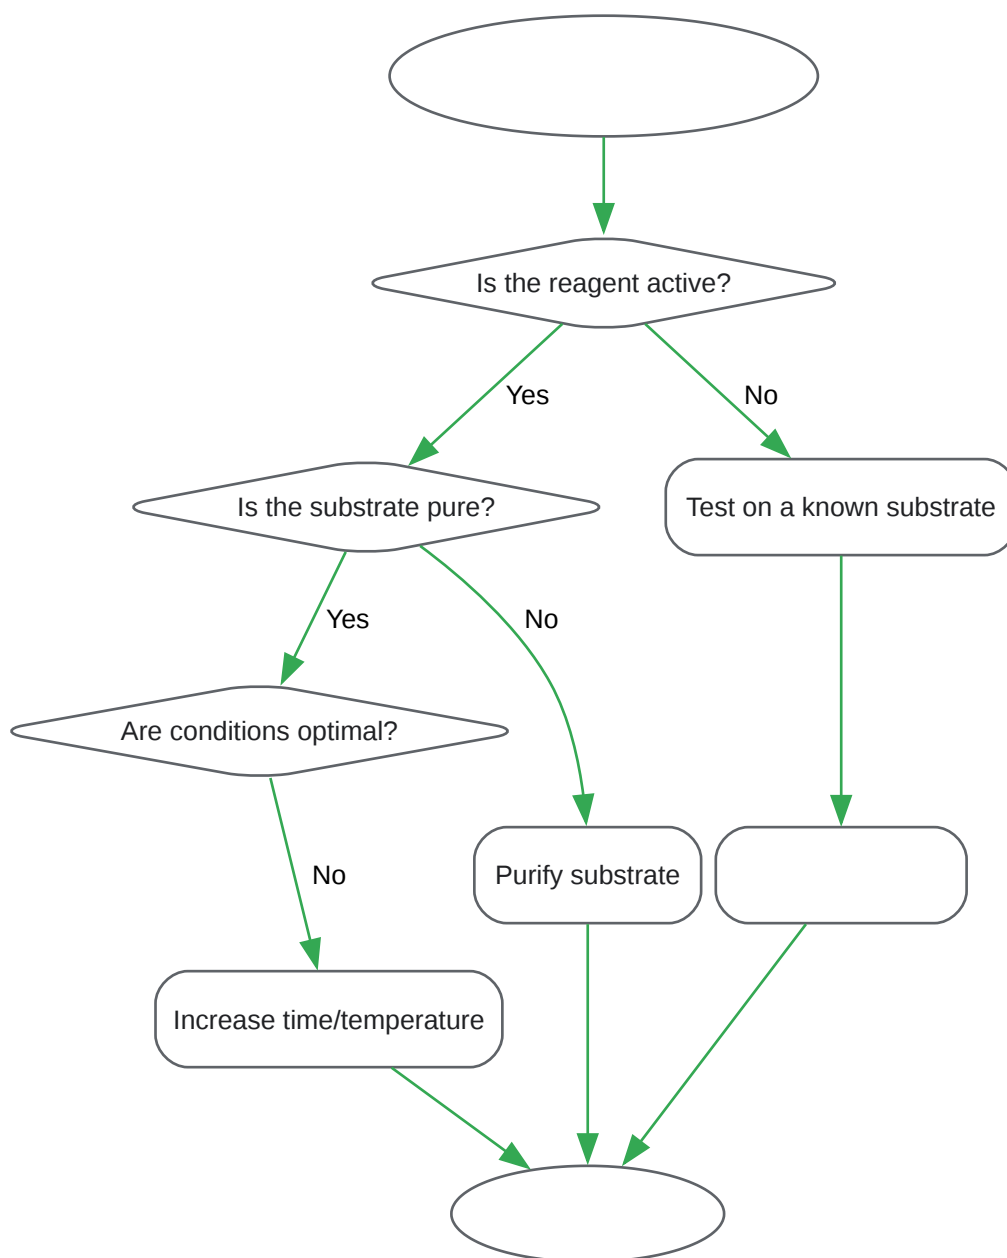 Is the reagent active?
Yes
No
Is the substrate pure?
Test on a known substrate
Yes
No
Are conditions optimal?
No
Purify substrate
Increase time/temperature